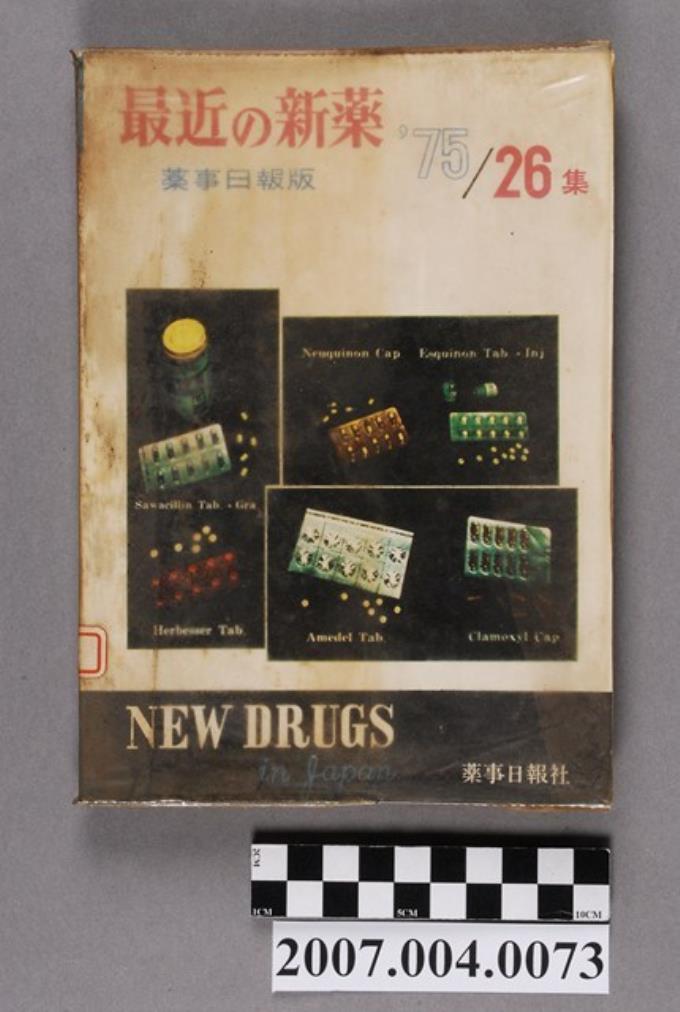 最近の新薬 '75/26集
薬事日報版
Neuquinon Cap Esquinon Tab - Inj
Sawacillin Tab. - Gra
Herbesser Tab.
Amedel Tab.
Clamoxyl Cap
NEW DRUGS
in Japan
薬事日報社
2CM
1CM 5CM 10CM
2007.004.0073